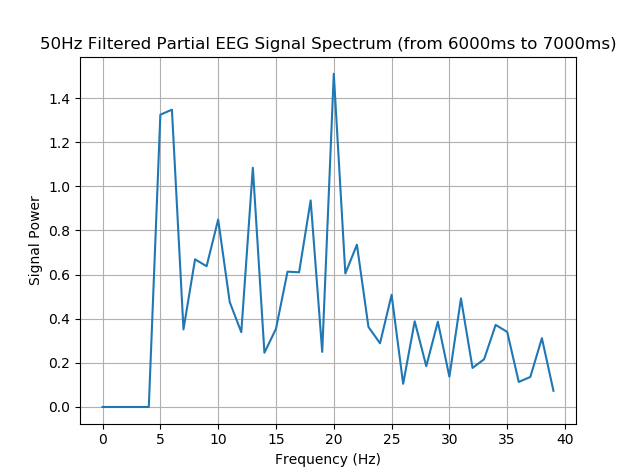 50Hz Filtered Partial EEG Signal Spectrum (from 6000ms to 7000ms)
1.4
1.2
1.0
0.8
0.6
0.4
0.2
0.0
Signal Power
0 5 10 15 20 25 30 35 40
Frequency (Hz)